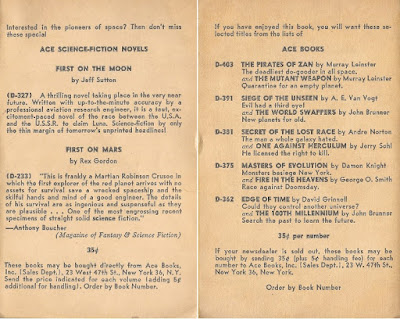 Interested in the pioneers of space? Then don't miss
these special
ACE SCIENCE-FICTION NOVELS
FIRST ON THE MOON
by Jeff Sutton
(D-327) A thrilling novel taking place in the very near
future. Written with up-to-the-minute accuracy by a
professional aviation research engineer, it is a taut, ex-
citement-paced novel of the race between the U.S.A.
and the U.S.S.R. to claim Luna. Science-fiction by only
the thin margin of tomorrow's unprinted headlines!
FIRST ON MARS
by Rex Gordon
(D-233) "This is frankly a Martian Robinson Crusoe in
which the first explorer of the red planet arrives with no
assets for survival save a wrecked spaceship and the
skilful hands and mind of a good engineer. The details
of his survival are as ingenious and suspenseful as they
are plausible . . . One of the most engrossing recent
specimens of straight solid science fiction."
—Anthony Boucher
(Magazine of Fantasy & Science Fiction)
35¢
These books may be bought directly from Ace Books,
Inc. (Sales Dept.), 23 West 47th St., New York 36, N.Y.
Send the price indicated for each volume (adding 5¢
additional for handling). Order by Book Number.
If you have enjoyed this book, you will want these se-
lected titles from the lists of
ACE BOOKS
D-403 THE PIRATES OF ZAN by Murray Leinster
The deadliest do-gooder in all space.
and THE MUTANT WEAPON by Murray Leinster
Quarantine for an empty planet.
D-391 SIEGE OF THE UNSEEN by A. E. Van Vogt
Evil had a third eye!
and THE WORLD SWAPPERS by John Brunner
New planets for old.
D-381 SECRET OF THE LOST RACE by Andre Norton
The man a whole galaxy hated.
and ONE AGAINST HERCULUM by Jerry Sohl
He licensed the right to kill.
D-375 MASTERS OF EVOLUTION by Damon Knight
Monsters besiege New York.
and FIRE IN THE HEAVENS by George O. Smith
Race against Doomsday.
D-362 EDGE OF TIME by David Grinnell
Could they control another universe?
and THE 100TH MILLENNIUM by John Brunner
Search the past to learn the future.
35¢ per number
If your newsdealer is sold out, these books may be
bought by sending 35¢ (plus 5¢ handling fee) for each
number to Ace Books, Inc. (Sales Dept.), 23 W. 47th St.,
New York 36, New York.
Order by Book Number